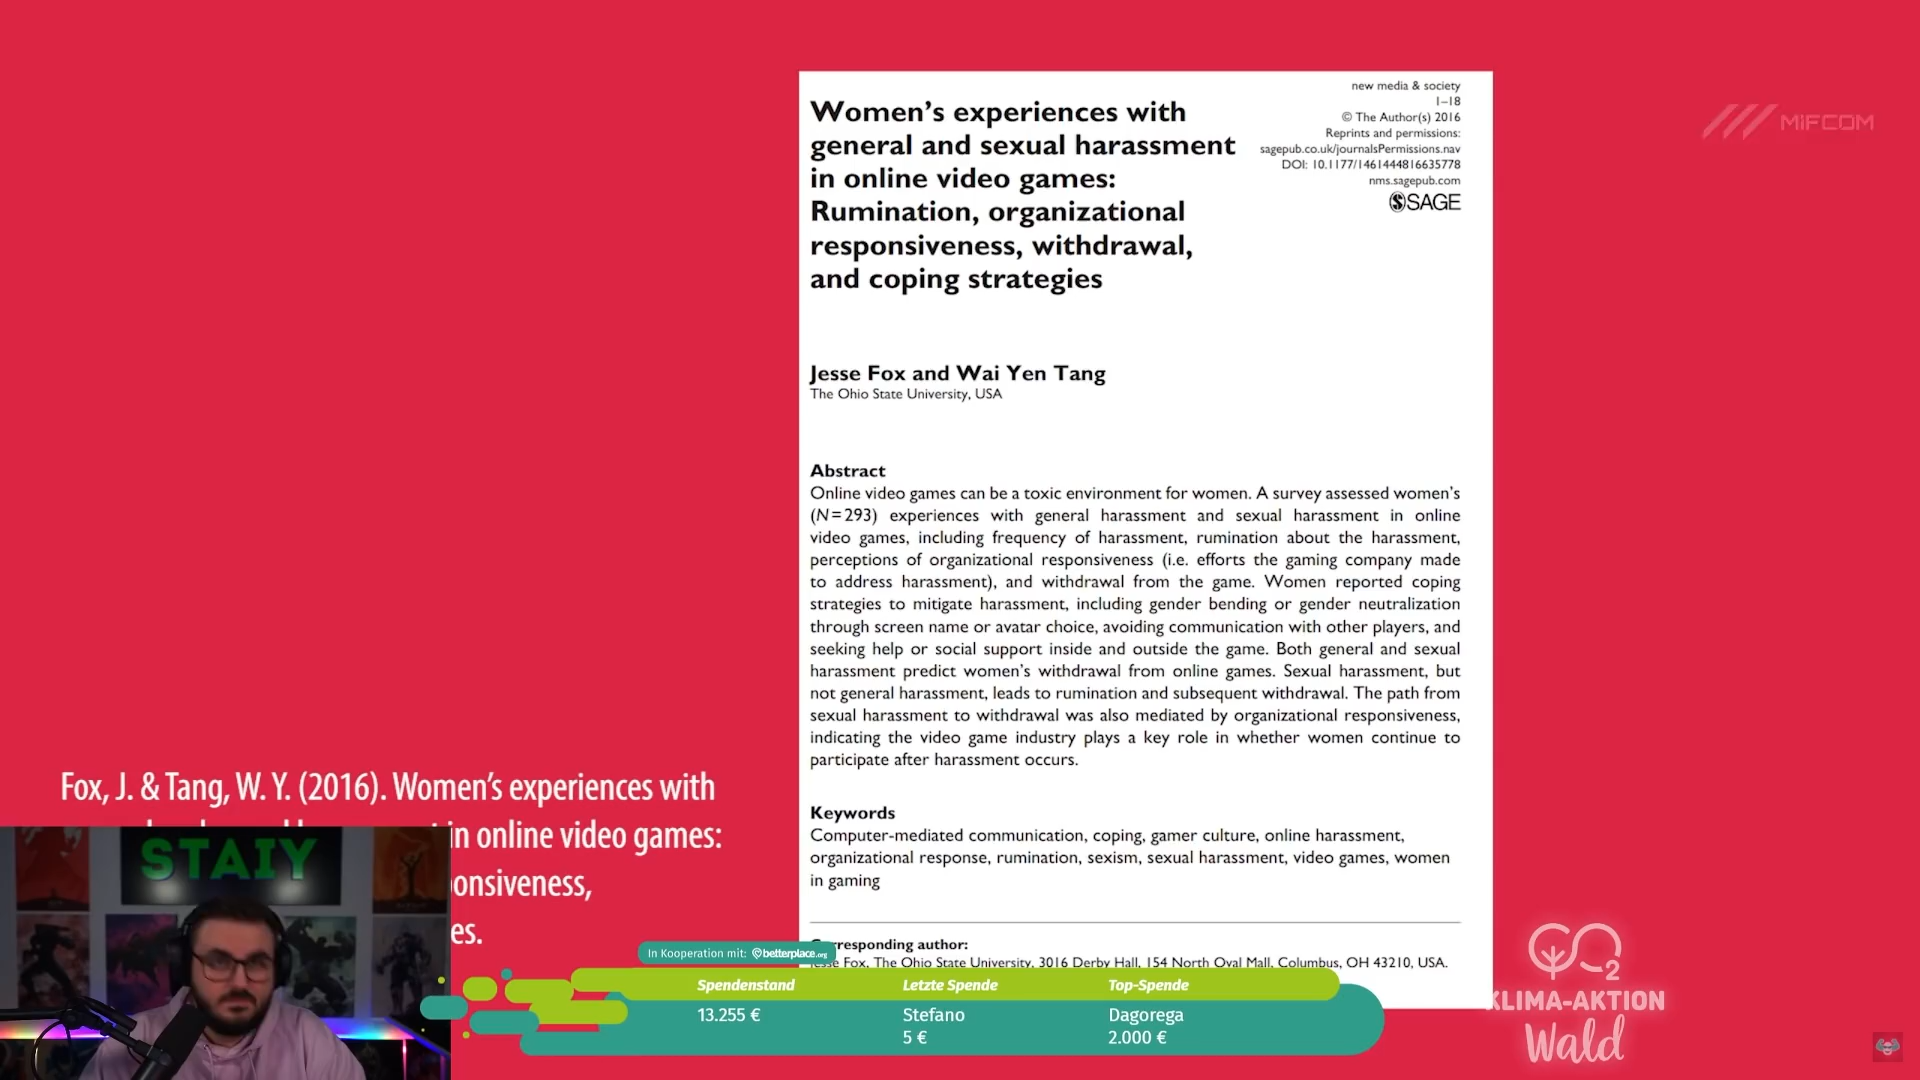 new media & society
1–18
© The Author(s) 2016
Reprints and permissions:
sagepub.co.uk/journalsPermissions.nav
DOI: 10.1177/1461444816635778
nms.sagepub.com
SAGE
MIFCOM
Women’s experiences with
general and sexual harassment
in online video games:
Rumination, organizational
responsiveness, withdrawal,
and coping strategies
Jesse Fox and Wai Yen Tang
The Ohio State University, USA
Abstract
Online video games can be a toxic environment for women. A survey assessed women’s
(N=293) experiences with general harassment and sexual harassment in online
video games, including frequency of harassment, rumination about the harassment,
perceptions of organizational responsiveness (i.e. efforts the gaming company made
to address harassment), and withdrawal from the game. Women reported coping
strategies to mitigate harassment, including gender bending or gender neutralization
through screen name or avatar choice, avoiding communication with other players, and
seeking help or social support inside and outside the game. Both general and sexual
harassment predict women’s withdrawal from online games. Sexual harassment, but
not general harassment, leads to rumination and subsequent withdrawal. The path from
sexual harassment to withdrawal was also mediated by organizational responsiveness,
indicating the video game industry plays a key role in whether women continue to
participate after harassment occurs.
Keywords
Computer-mediated communication, coping, gamer culture, online harassment,
organizational response, rumination, sexism, sexual harassment, video games, women
in gaming
Corresponding author:
Jesse Fox, The Ohio State University, 3016 Derby Hall, 154 North Oval Mall, Columbus, OH 43210, USA.
Fox, J. & Tang, W. Y. (2016). Women’s experiences with
in online video games:
onsiveness,
es.
STAIY
In Kooperation mit: betterplace.org
Spendenstand Letzte Spende Top-Spende
13.255 € Stefano Dagorega
5 € 2.000 €
CO2
KLIMA-AKTION
Wald